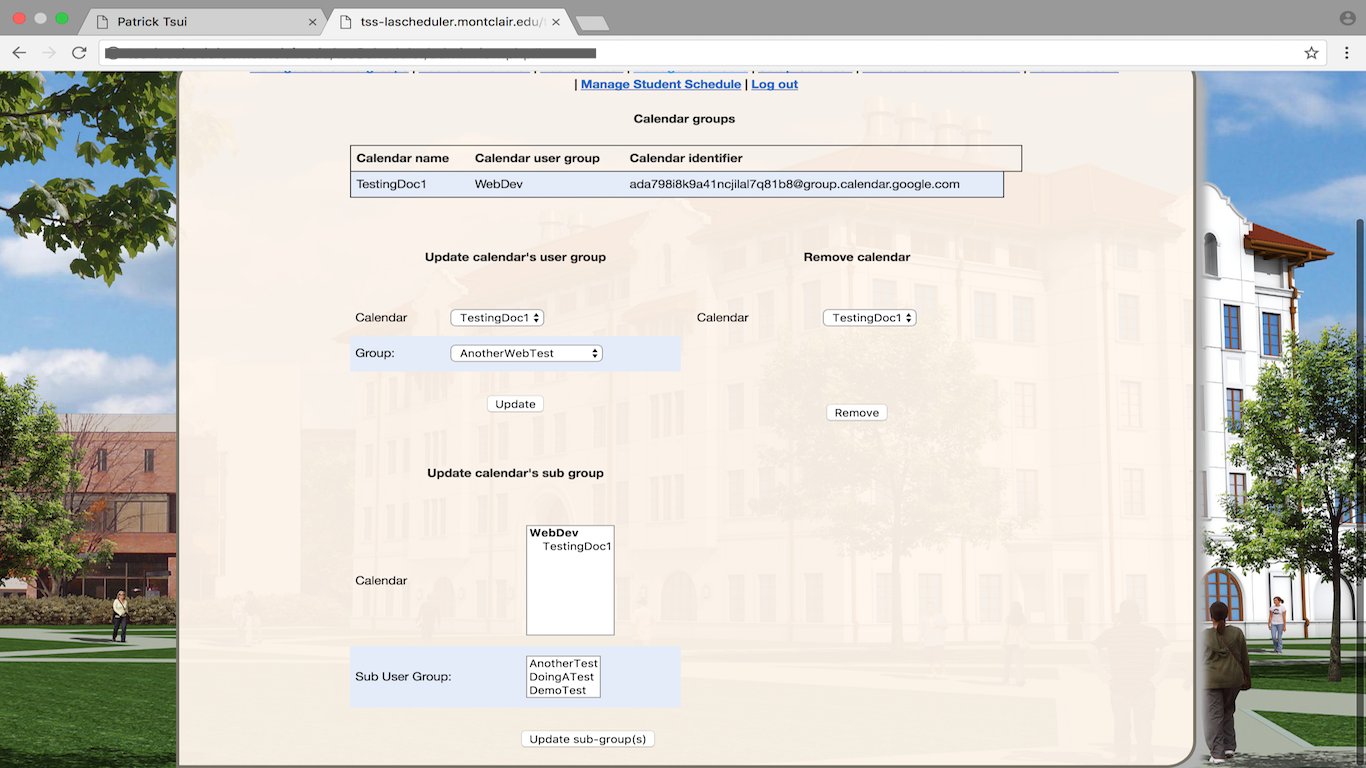 Patrick Tsui
tss-lascheduler.montclair.edu/
| Manage Student Schedule | Log out
Calendar groups
Calendar name Calendar user group Calendar identifier
TestingDoc1 WebDev ada798i8k9a41ncjilal7q81b8@group.calendar.google.com
Update calendar's user group Remove calendar
Calendar TestingDoc1 Calendar TestingDoc1
Group: AnotherWebTest
Update
Remove
Update calendar's sub group
WebDev
TestingDoc1
Calendar
AnotherTest
Sub User Group: DoingATest
DemoTest
Update sub-group(s)